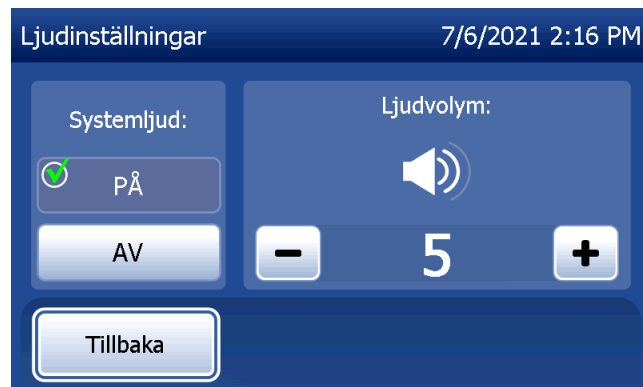 Ljudinställningar 7/6/2021 2:16 PM
Systemljud:
PÅ
AV
Ljudvolym:
− 5 +
Tillbaka